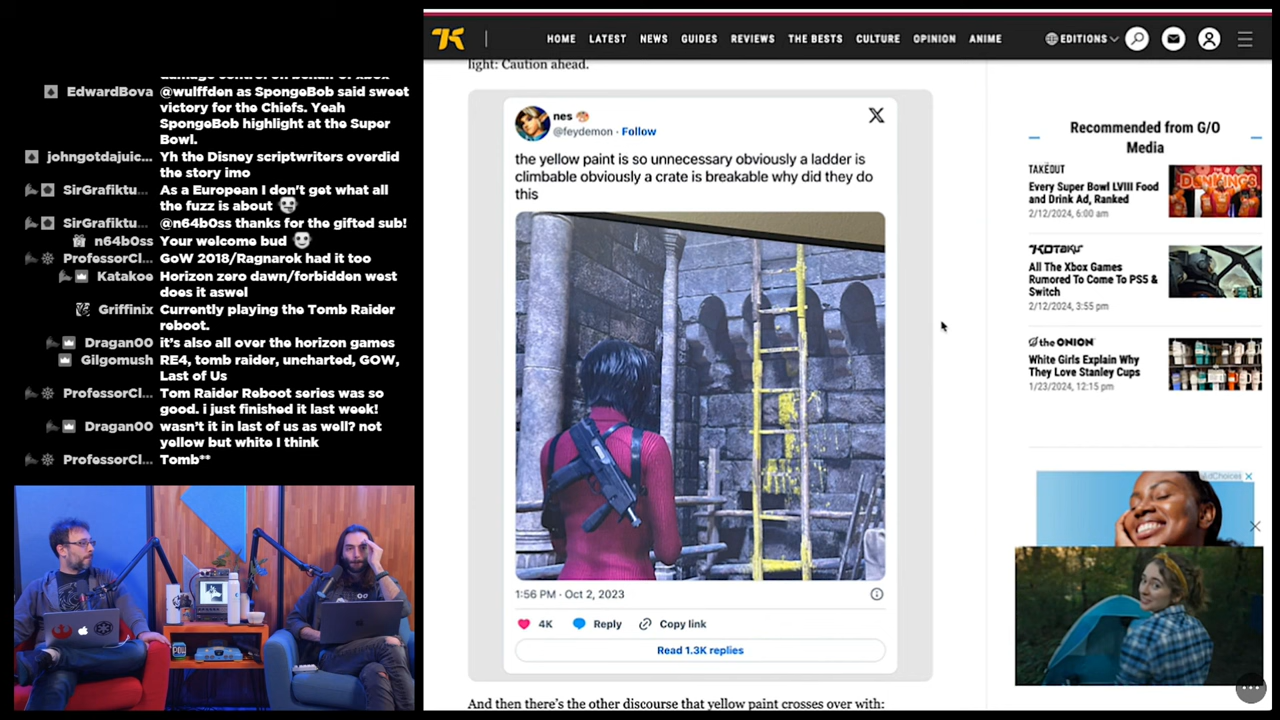 damage control on behalf of xbox
EdwardBova @wulffden as SpongeBob said sweet
victory for the Chiefs. Yeah
SpongeBob highlight at the Super
Bowl.
johngotdajuic... Yh the Disney scriptwriters overdid
the story imo
SirGrafiktu... As a European I don't get what all
the fuzz is about
SirGrafiktu... @n64b0ss thanks for the gifted sub!
n64b0ss Your welcome bud
ProfessorCl... GoW 2018/Ragnarok had it too
Katakoe Horizon zero dawn/forbidden west
does it aswel
Griffinix Currently playing the Tomb Raider
reboot.
Dragan00 it's also all over the horizon games
Gilgomush RE4, tomb raider, uncharted, GOW,
Last of Us
ProfessorCl... Tom Raider Reboot series was so
good. i just finished it last week!
Dragan00 wasn't it in last of us as well? not
yellow but white I think
ProfessorCl... Tomb**
HOME LATEST NEWS GUIDES REVIEWS THE BESTS CULTURE OPINION ANIME
EDITIONS
light: Caution ahead.
nes
@feydemon · Follow
the yellow paint is so unnecessary obviously a ladder is
climbable obviously a crate is breakable why did they do
this
1:56 PM · Oct 2, 2023
4K Reply Copy link
Read 1.3K replies
And then there's the other discourse that yellow paint crosses over with:
Recommended from G/O
Media
TAKEOUT
Every Super Bowl LVIII Food
and Drink Ad, Ranked
2/12/2024, 6:00 am
KOTAKU
All The Xbox Games
Rumored To Come To PS5 &
Switch
2/12/2024, 3:55 pm
the ONION
White Girls Explain Why
They Love Stanley Cups
1/23/2024, 12:15 pm